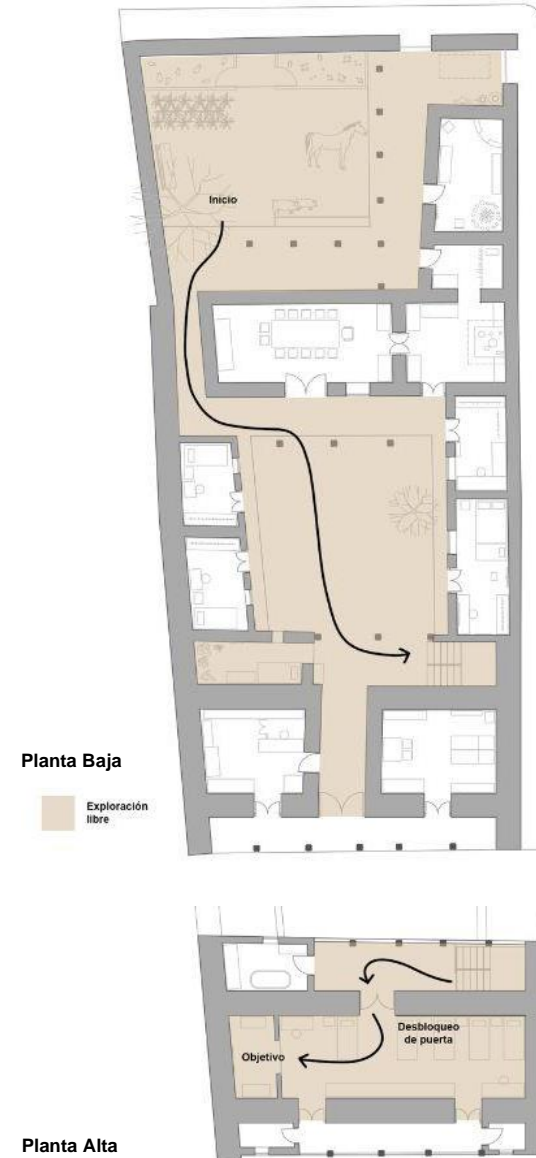 Inicio
Planta Baja
Exploración
libre
Desbloqueo
de puerta
Objetivo
Planta Alta